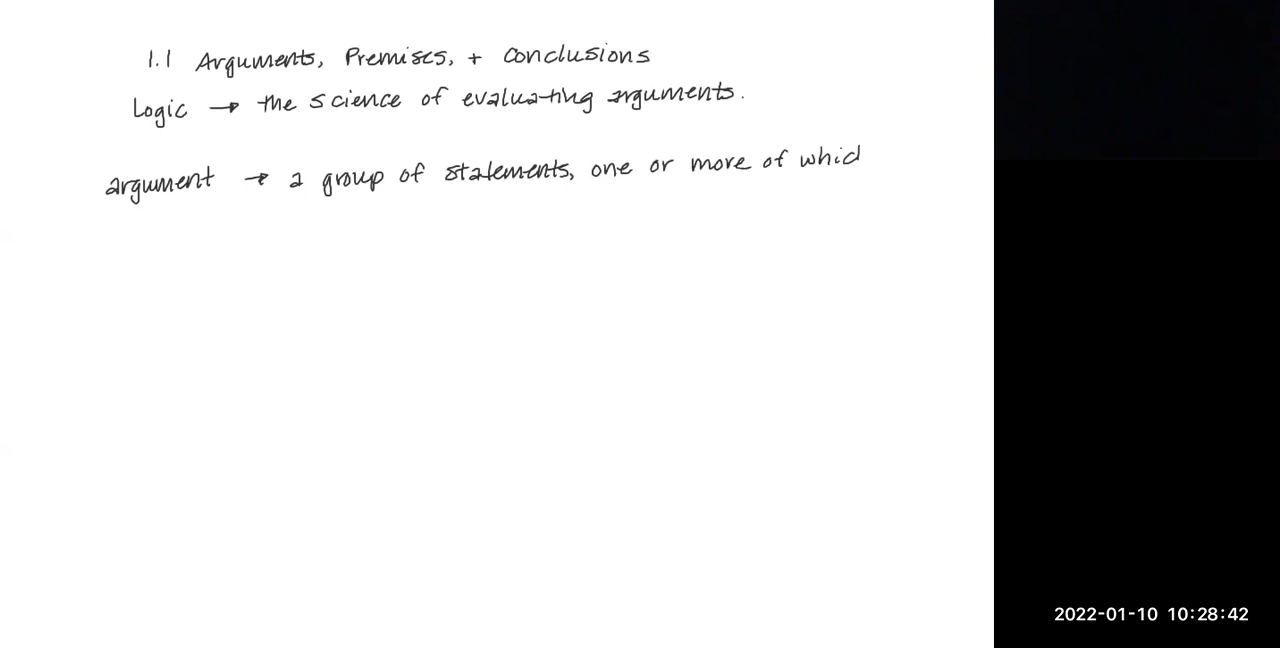 1.1 Arguments, Premises, + Conclusions
Logic → the science of evaluating arguments.
argument → a group of statements, one or more of whicl
2022-01-10 10:28:42